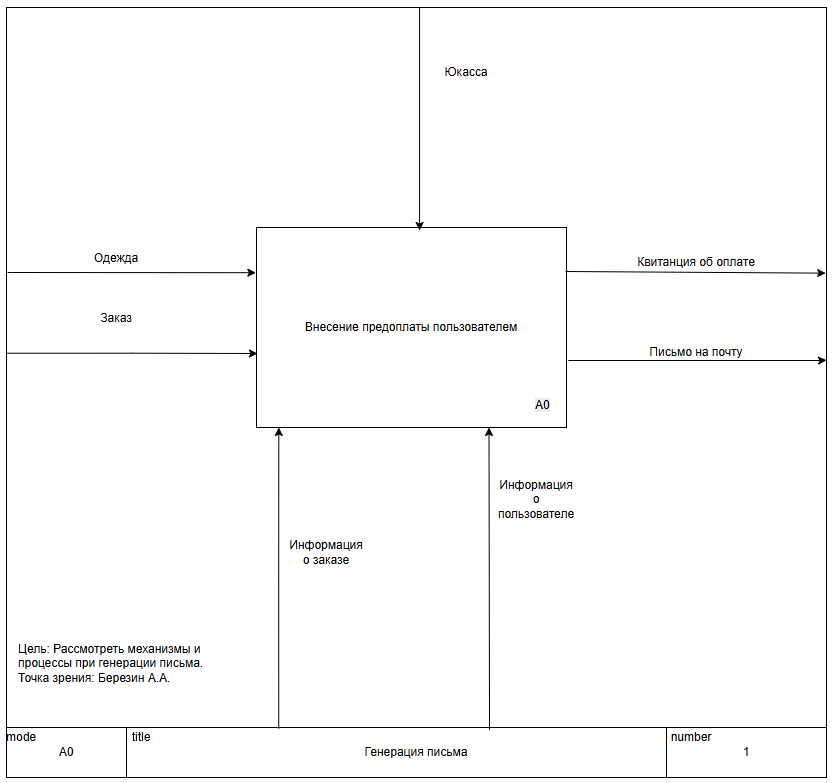 Юкасса
Одежда
Квитанция об оплате
Заказ
Внесение предоплаты пользователем
Письмо на почту
A0
Информация
о
пользователе
Информация
о заказе
Цель: Рассмотреть механизмы и
процессы при генерации письма.
Точка зрения: Березин А.А.
mode
A0
title
Генерация письма
number
1